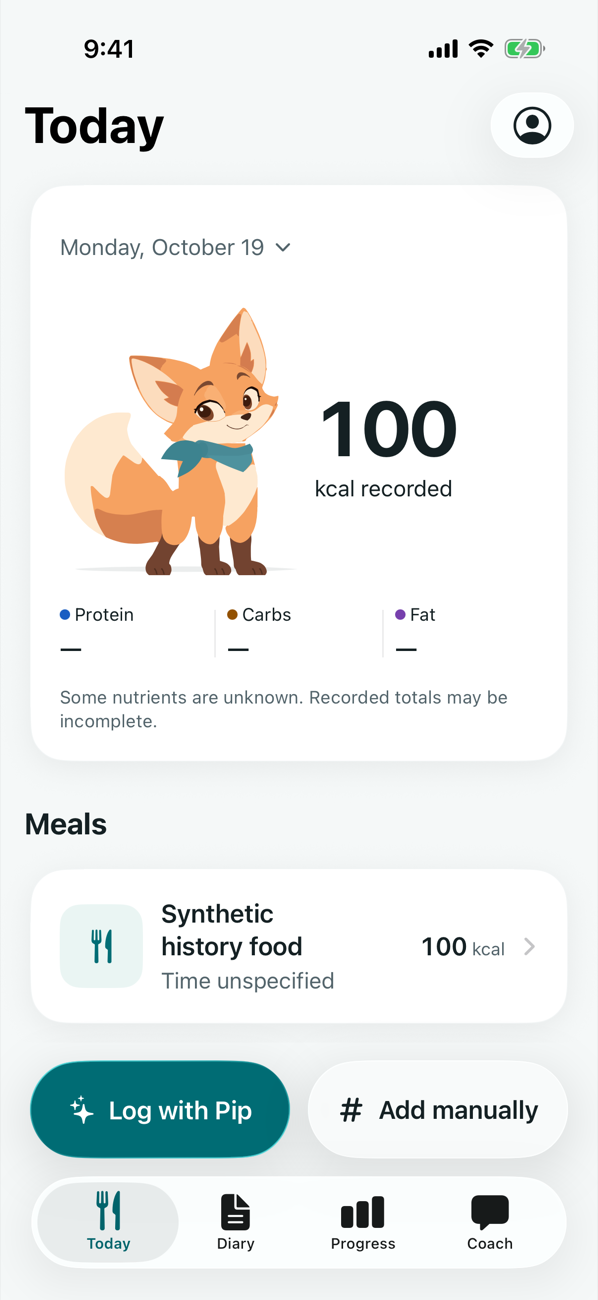 9:41
Today
Monday, October 19
100
kcal recorded
Protein
Carbs
Fat
—
—
—
Some nutrients are unknown. Recorded totals may be
incomplete.
Meals
Synthetic
history food
100 kcal
Time unspecified
Log with Pip
# Add manually
Today
Diary
Progress
Coach